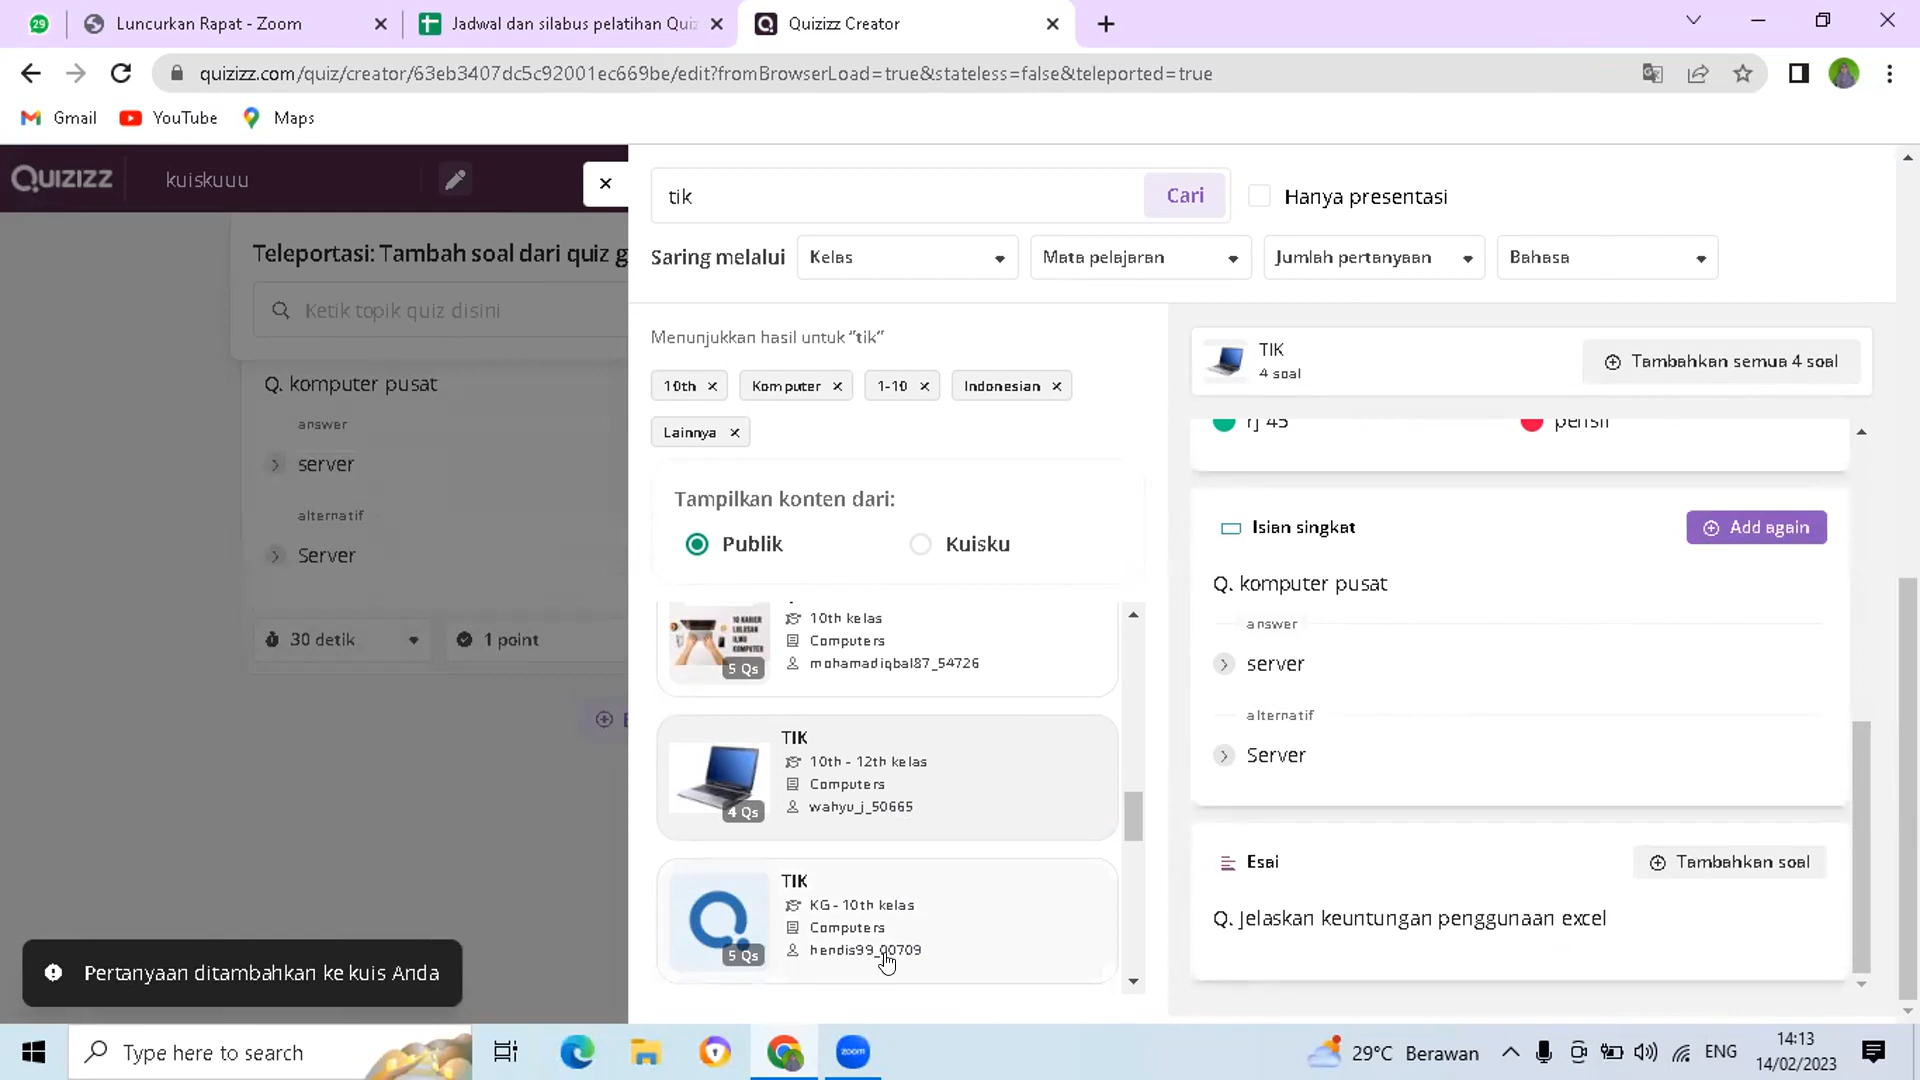 29
Luncurkan Rapat - Zoom
Jadwal dan silabus pelatihan Quiz
Quizizz Creator
quizizz.com/quiz/creator/63eb3407dc5c92001ec669be/edit?fromBrowserLoad=true&stateless=false&teleported=true
Gmail
YouTube
Maps
QUIZIZZ
kuiskuuu
Teleportasi: Tambah soal dari quiz g
Ketik topik quiz disini
Q. komputer pusat
answer
server
alternatif
Server
30 detik
1 point
tik
Cari
Hanya presentasi
Saring melalui
Kelas
Mata pelajaran
Jumlah pertanyaan
Bahasa
Menunjukkan hasil untuk "tik"
10th
Komputer
1-10
Indonesian
Lainnya
Tampilkan konten dari:
Publik
Kuisku
10th kelas
Computers
mohamadiqbal87_54726
5 Qs
TIK
10th - 12th kelas
Computers
wahyu_j_50665
4 Qs
TIK
KG - 10th kelas
Computers
hendis99_00709
5 Qs
TIK
4 soal
Tambahkan semua 4 soal
rj 45
pensil
Isian singkat
Add again
Q. komputer pusat
answer
server
alternatif
Server
Esai
Tambahkan soal
Q. Jelaskan keuntungan penggunaan excel
Pertanyaan ditambahkan ke kuis Anda
Type here to search
zoom
29°C Berawan
ENG
14:13
14/02/2023